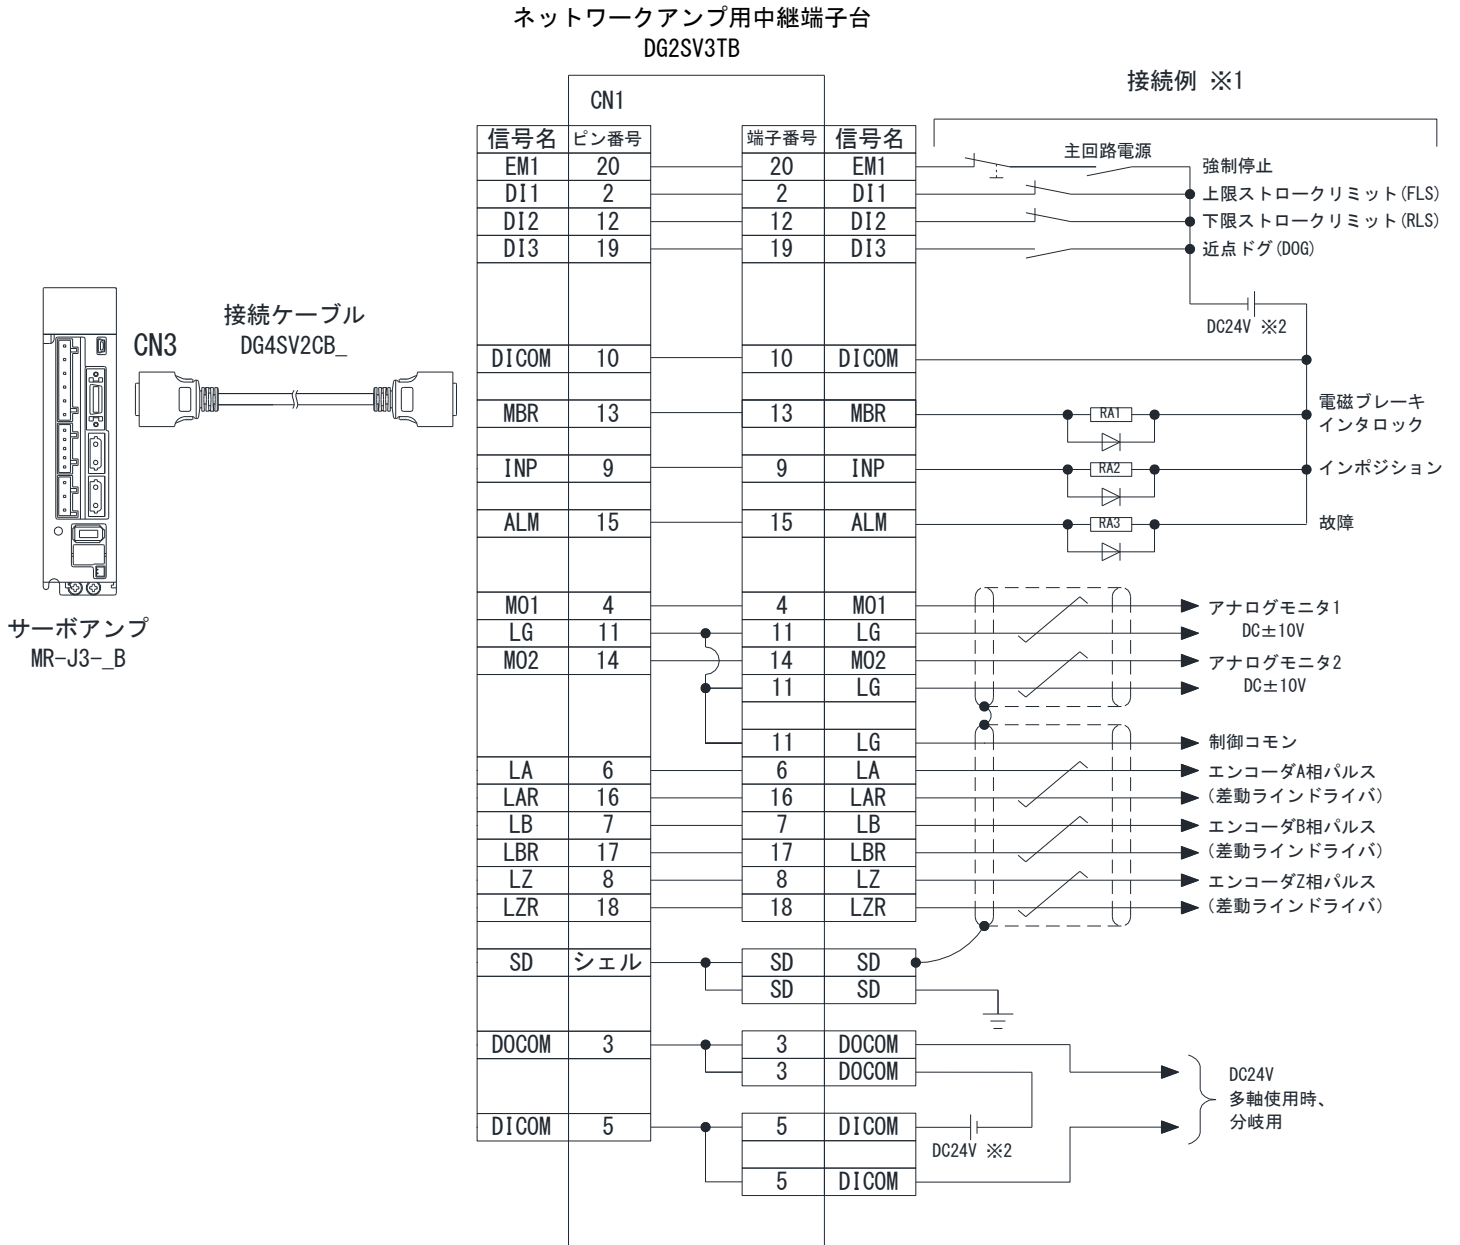 ネットワークアンプ用中継端子台
DG2SV3TB
接続例 ※1
CN1
信号名 ピン番号 端子番号 信号名
主回路電源
EM1 20 20 EM1 強制停止
DI1 2 2 DI1 上限ストロークリミット(FLS)
DI2 12 12 DI2 下限ストロークリミット(RLS)
DI3 19 19 DI3 近点ドグ(DOG)
DC24V ※2
接続ケーブル
DG4SV2CB_
CN3
DICOM 10 10 DICOM
MBR 13 13 MBR RA1 電磁ブレーキ
インタロック
INP 9 9 INP RA2 インポジション
ALM 15 15 ALM RA3 故障
サーボアンプ
MR-J3-_B
MO1 4 4 MO1 アナログモニタ1
LG 11 11 LG DC±10V
MO2 14 14 MO2 アナログモニタ2
11 LG DC±10V
11 LG 制御コモン
LA 6 6 LA エンコーダA相パルス
LAR 16 16 LAR (差動ラインドライバ)
LB 7 7 LB エンコーダB相パルス
LBR 17 17 LBR (差動ラインドライバ)
LZ 8 8 LZ エンコーダZ相パルス
LZR 18 18 LZR (差動ラインドライバ)
SD シェル SD SD
SD SD
DOCOM 3 3 DOCOM
3 DOCOM
DICOM 5 5 DICOM
DC24V ※2
5 DICOM
DC24V
多軸使用時、
分岐用